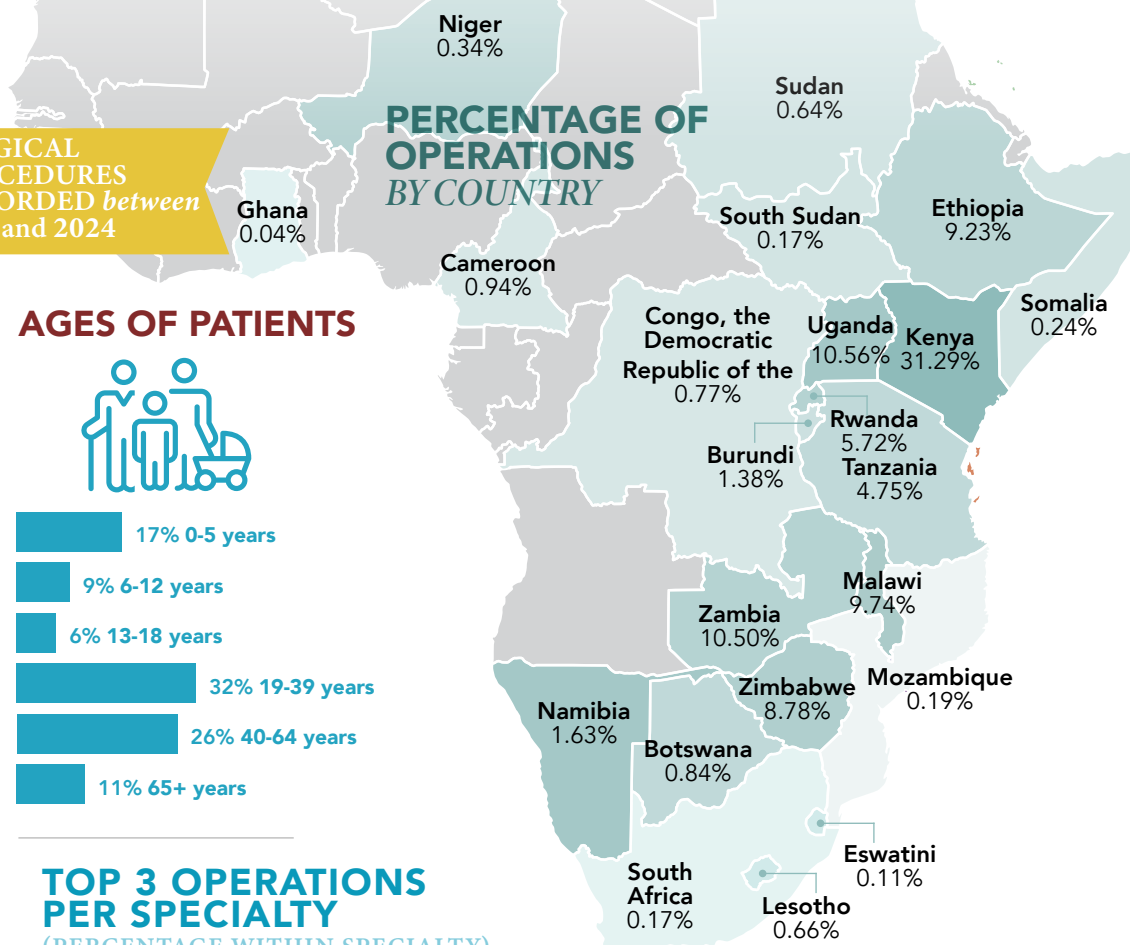 Niger
0.34%
Sudan
0.64%
PERCENTAGE OF
OPERATIONS
BY COUNTRY
GICAL
CEDURES
ORDED between
and 2024
Ghana
0.04%
South Sudan
0.17%
Ethiopia
9.23%
Cameroon
0.94%
Somalia
0.24%
Congo, the
Democratic
Republic of the
0.77%
Uganda
10.56%
Kenya
31.29%
Rwanda
5.72%
Burundi
1.38%
Tanzania
4.75%
Malawi
9.74%
Zambia
10.50%
Mozambique
0.19%
Zimbabwe
8.78%
Namibia
1.63%
Botswana
0.84%
Eswatini
0.11%
South
Africa
0.17%
Lesotho
0.66%
AGES OF PATIENTS
17% 0-5 years
9% 6-12 years
6% 13-18 years
32% 19-39 years
26% 40-64 years
11% 65+ years
TOP 3 OPERATIONS
PER SPECIALTY
(PERCENTAGE WITHIN SPECIALTY)